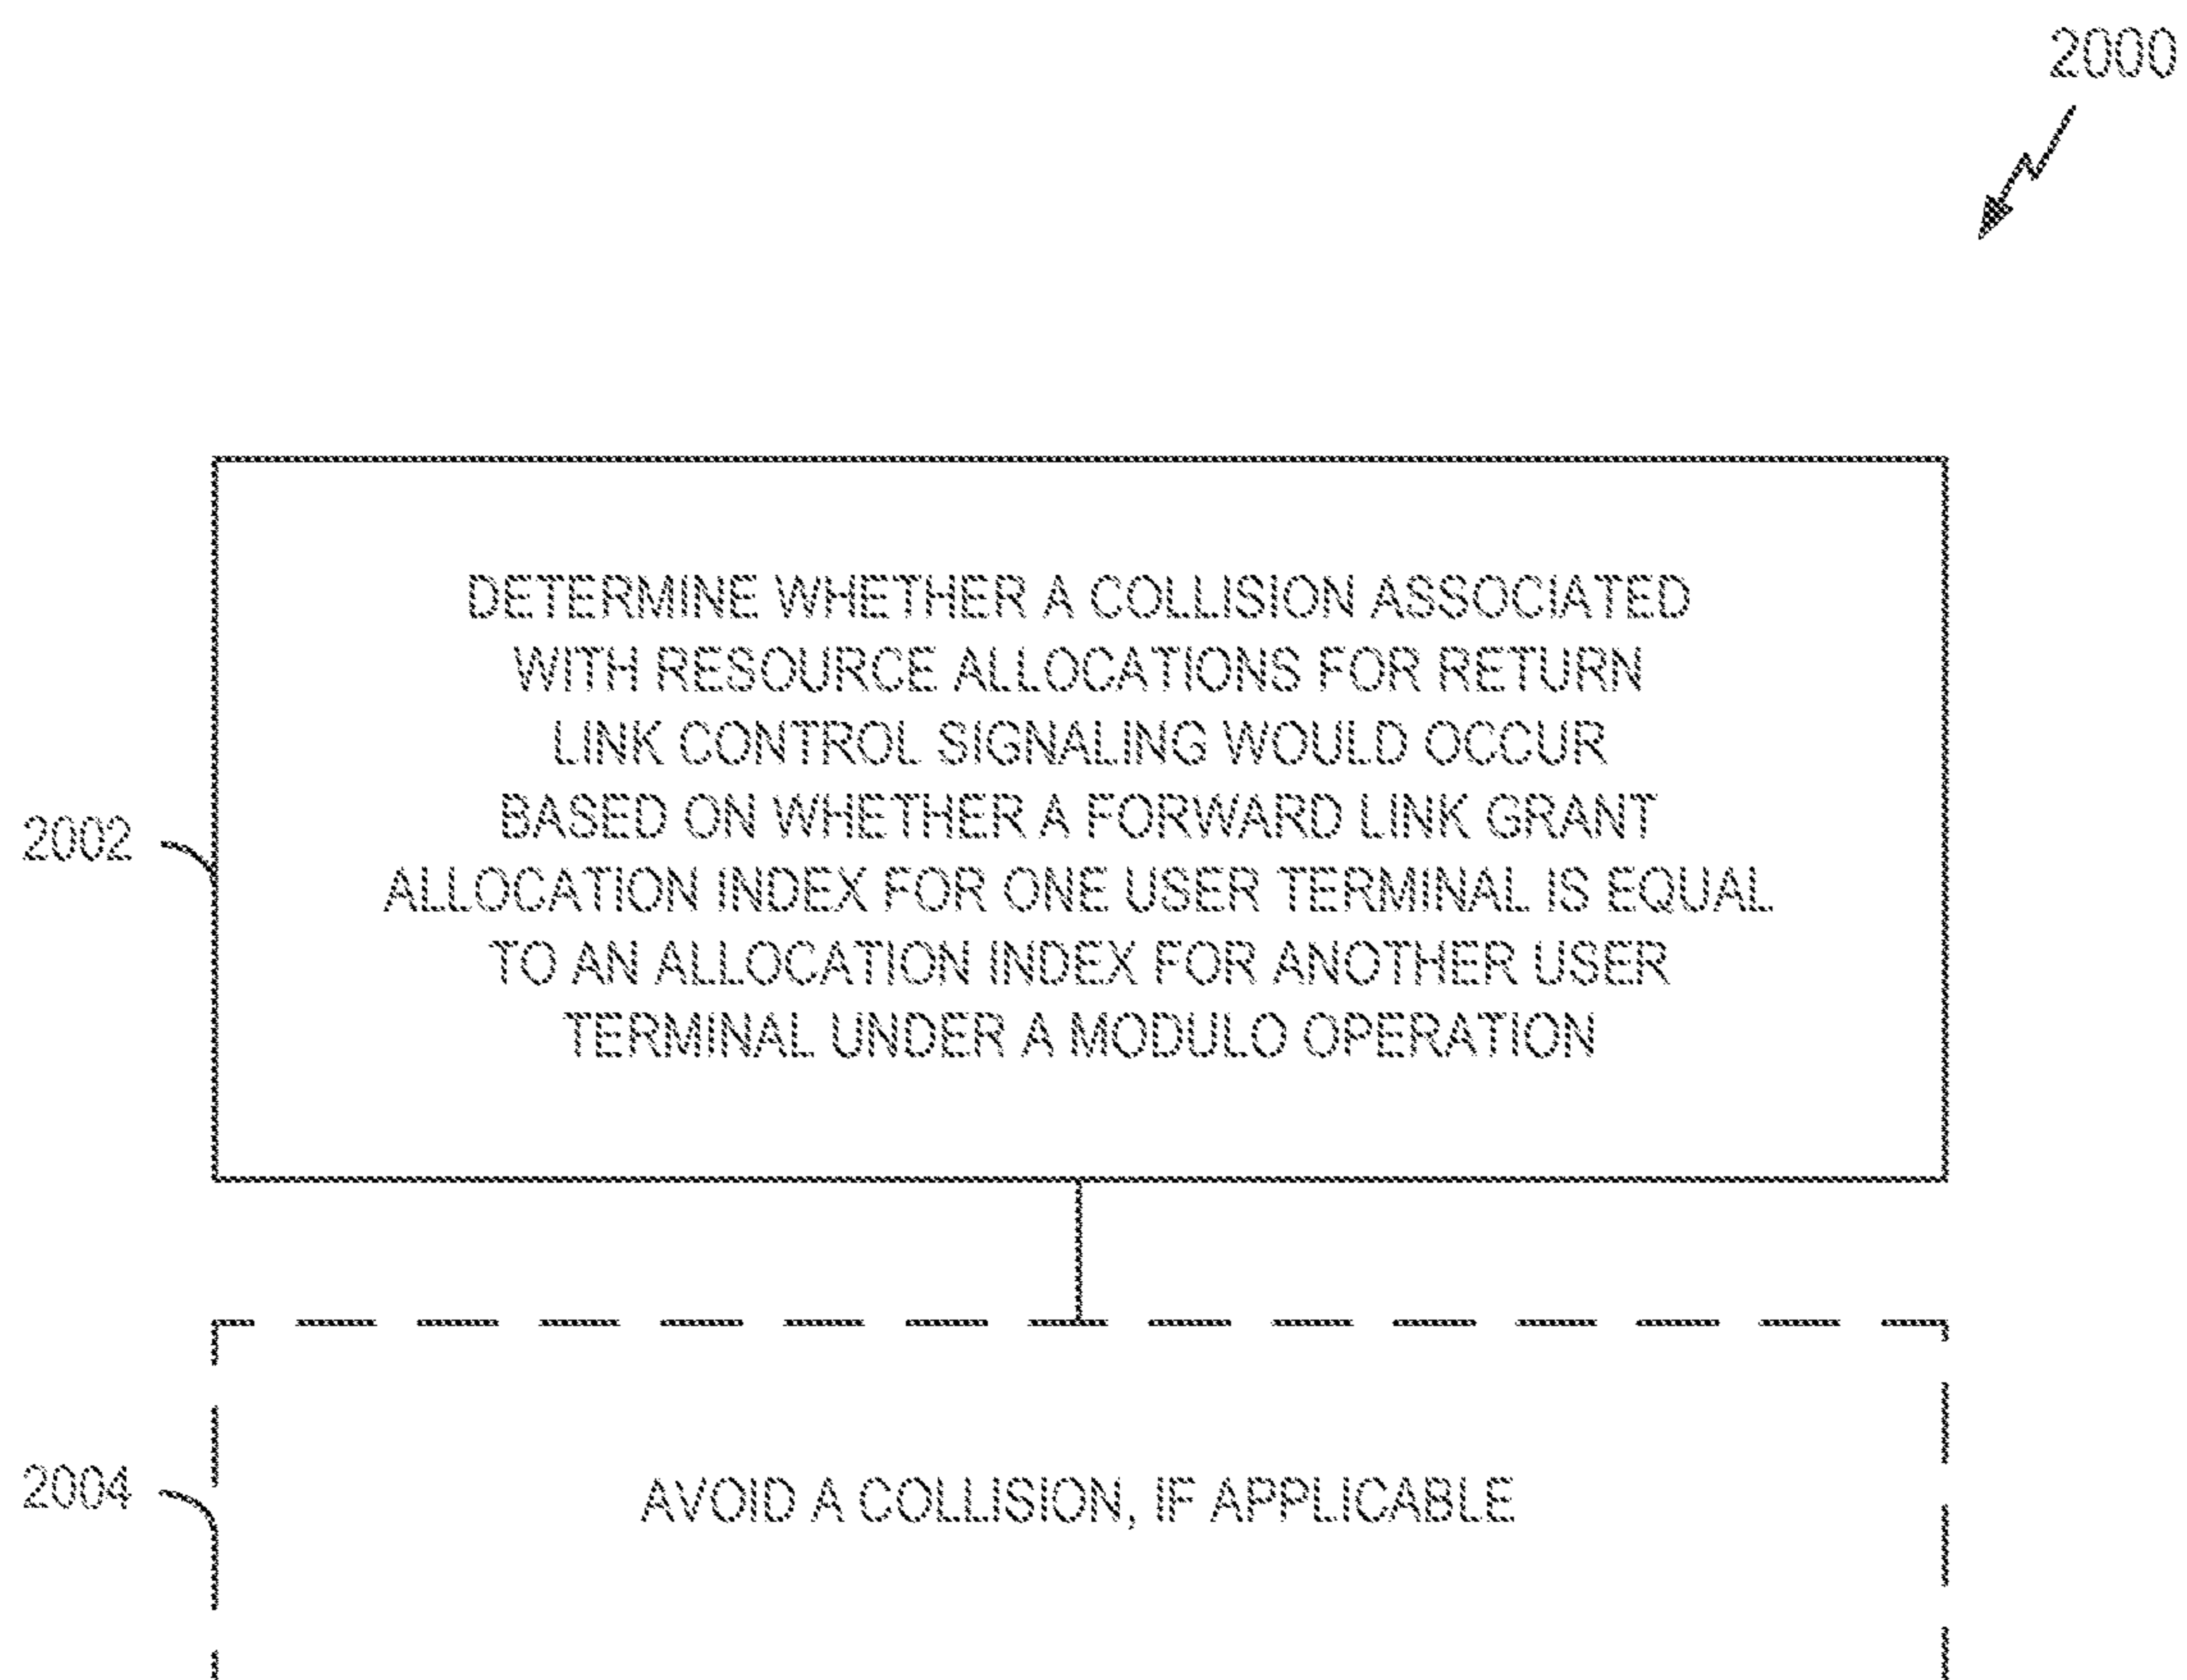 2000
DETERMINE WHETHER A COLLISION ASSOCIATED
WITH RESOURCE ALLOCATIONS FOR RETURN
LINK CONTROL SIGNALING WOULD OCCUR
BASED ON WHETHER A FORWARD LINK GRANT
ALLOCATION INDEX FOR ONE USER TERMINAL IS EQUAL
TO AN ALLOCATION INDEX FOR ANOTHER USER
TERMINAL UNDER A MODULO OPERATION
2002
AVOID A COLLISION, IF APPLICABLE
2004